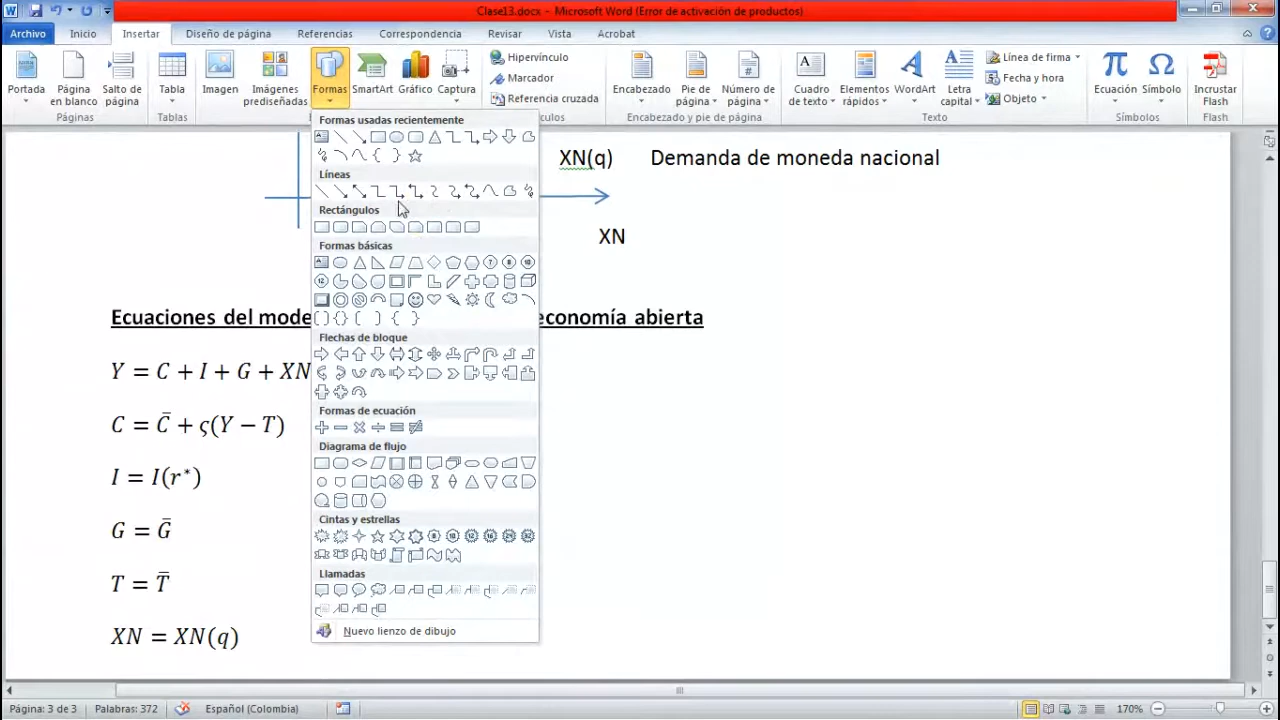 Clase13.docx - Microsoft Word (Error de activación de productos)
Archivo Inicio Insertar Diseño de página Referencias Correspondencia Revisar Vista Acrobat
Portada
Página en blanco
Salto de página
Páginas
Tabla
Tablas
Imagen
Imágenes prediseñadas
Formas
SmartArt
Gráfico
Captura
Hipervínculo
Marcador
Referencia cruzada
Encabezado
Pie de página
Número de página
Encabezado y pie de página
Cuadro de texto
Elementos rápidos
WordArt
Letra capital
Línea de firma
Fecha y hora
Objeto
Texto
Ecuación
Símbolo
Símbolos
Incrustar Flash
Flash
Formas usadas recientemente
Líneas
Rectángulos
Formas básicas
Flechas de bloque
Formas de ecuación
Diagrama de flujo
Cintas y estrellas
Llamadas
Nuevo lienzo de dibujo
XN(q) Demanda de moneda nacional
XN
Ecuaciones del mode economía abierta
Y = C + I + G + XN
C = C̄ + ς(Y − T)
I = I(r*)
G = Ḡ
T = T̄
XN = XN(q)
Página: 3 de 3 Palabras: 372 Español (Colombia) 170%